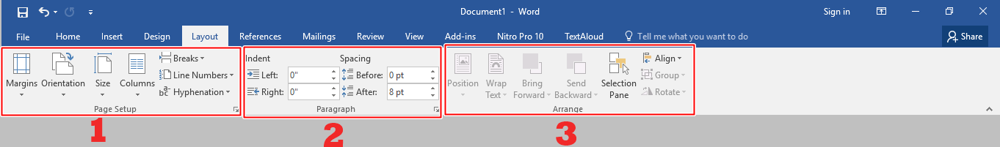 Document1 - Word
Sign in
File Home Insert Design Layout References Mailings Review View Add-ins Nitro Pro 10 TextAloud Tell me what you want to do Share
Margins
Orientation
Size
Columns
Breaks
Line Numbers
bc Hyphenation
Page Setup
Indent Spacing
Left: 0" Before: 0 pt
Right: 0" After: 8 pt
Paragraph
Position
Wrap
Text
Bring
Forward
Send
Backward
Selection
Pane
Align
Group
Rotate
Arrange
1
2
3